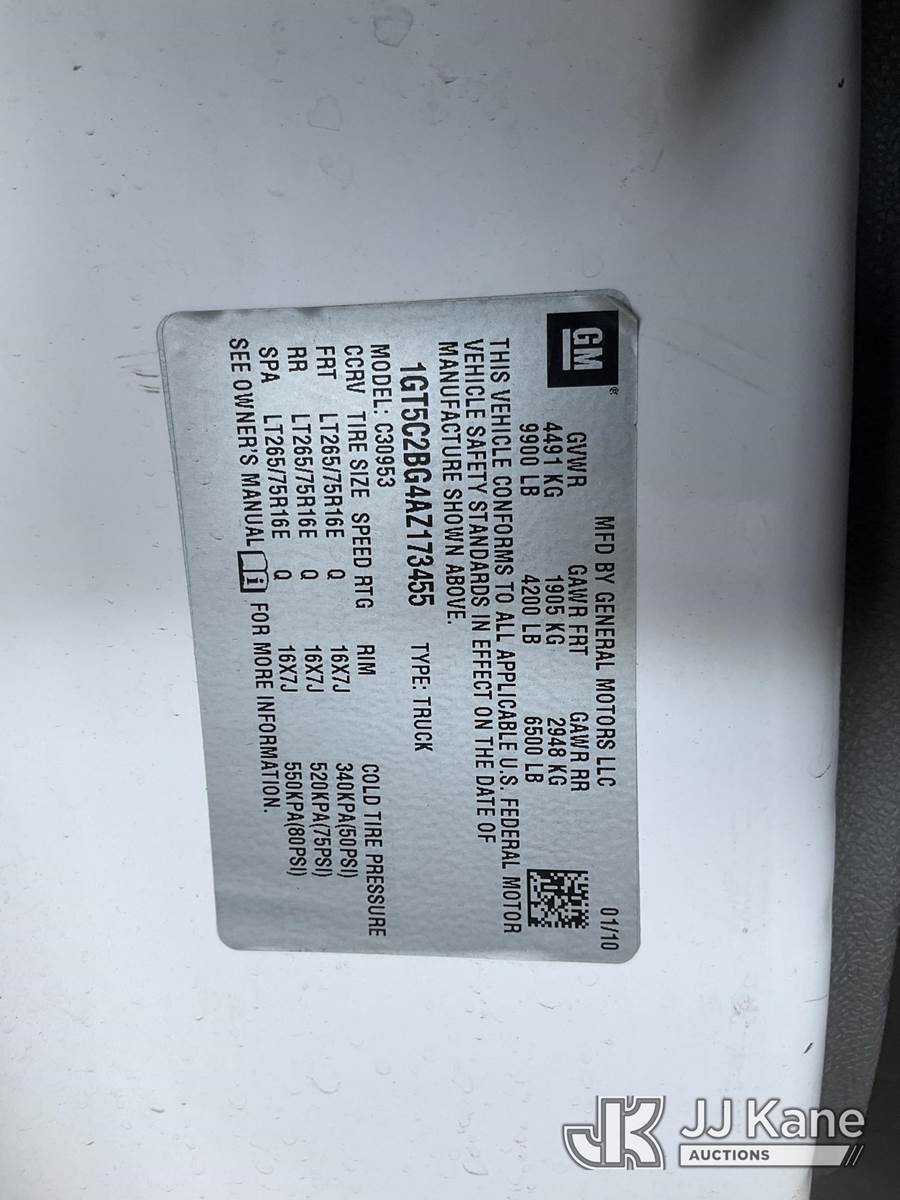 GM®
MFD BY GENERAL MOTORS LLC 01/10
GVWR GAWR FRT GAWR RR
4491 KG 1905 KG 2948 KG
9900 LB 4200 LB 6500 LB
THIS VEHICLE CONFORMS TO ALL APPLICABLE U.S. FEDERAL MOTOR
VEHICLE SAFETY STANDARDS IN EFFECT ON THE DATE OF
MANUFACTURE SHOWN ABOVE.
1GT5C2BG4AZ173455 TYPE: TRUCK
MODEL: C30953
CCRV TIRE SIZE SPEED RTG RIM COLD TIRE PRESSURE
FRT LT265/75R16E Q 16X7J 340KPA(50PSI)
RR LT265/75R16E Q 16X7J 520KPA(75PSI)
SPA LT265/75R16E Q 16X7J 550KPA(80PSI)
SEE OWNER'S MANUAL i FOR MORE INFORMATION.
JK JJ Kane
AUCTIONS